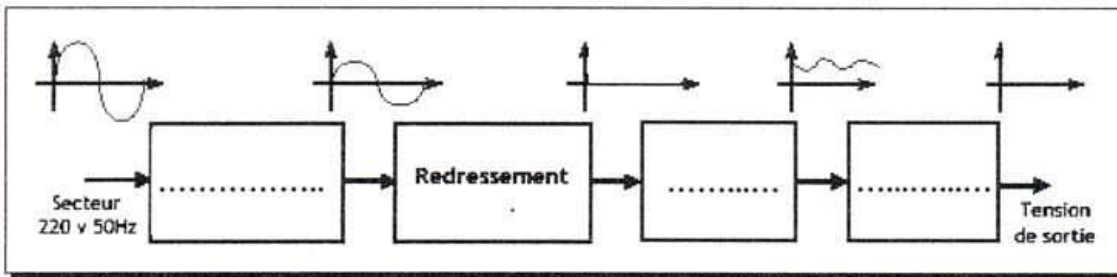 ................
Redressement
...........
..............
Secteur
220 v 50Hz
Tension
de sortie